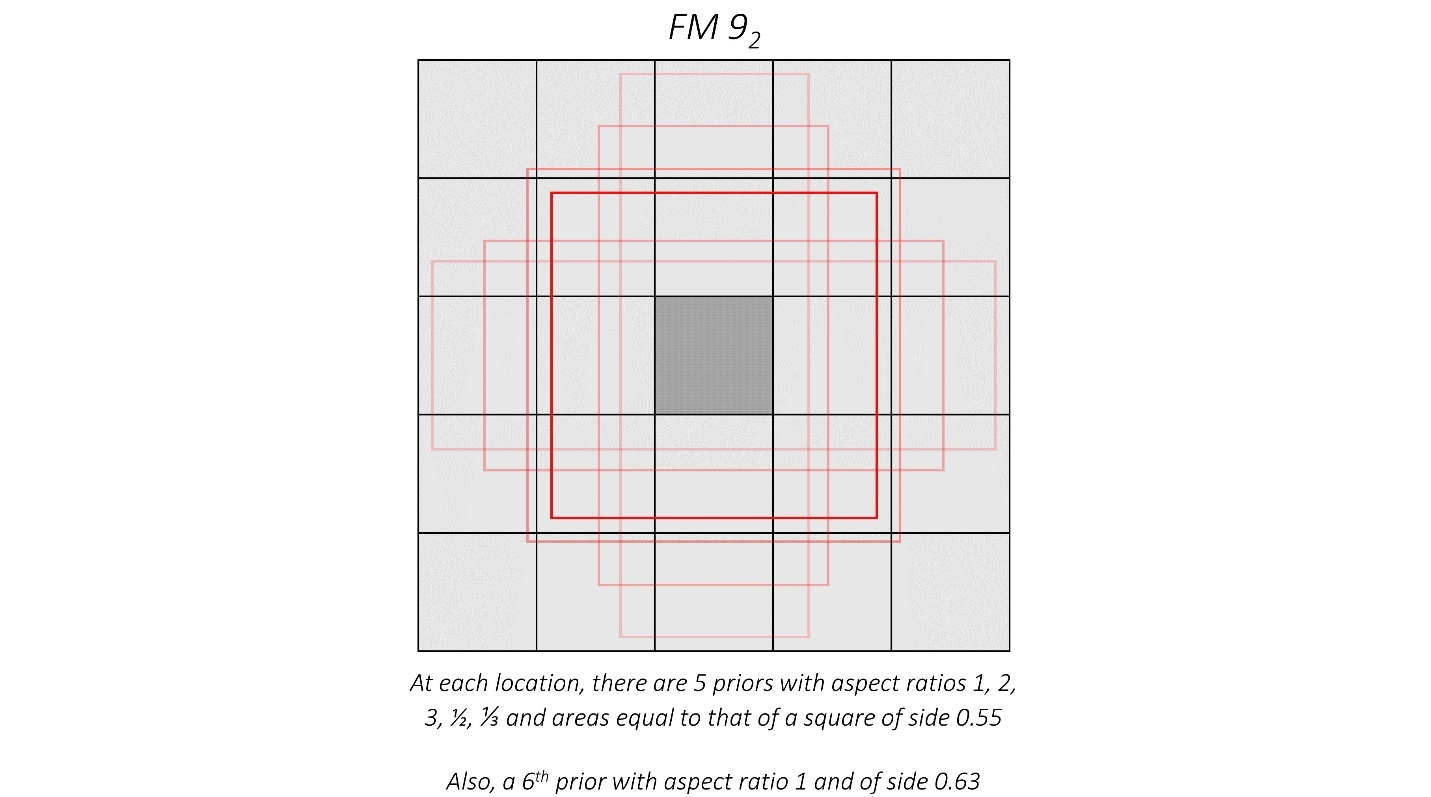 FM 9₂
At each location, there are 5 priors with aspect ratios 1, 2,
3, ½, ⅓ and areas equal to that of a square of side 0.55
Also, a 6ᵗʰ prior with aspect ratio 1 and of side 0.63